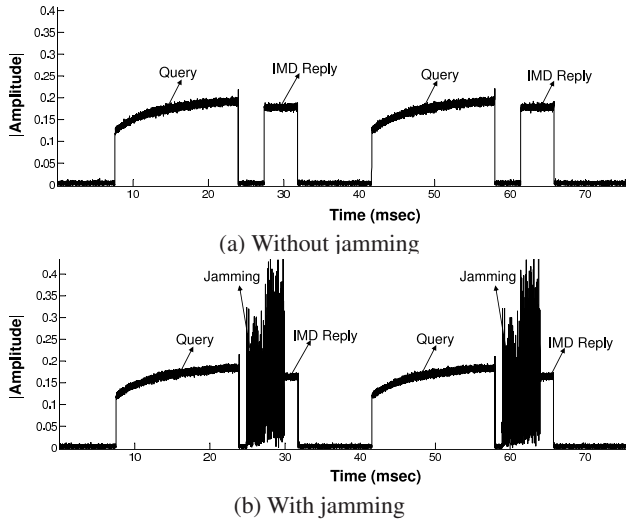 0.4
0.35
0.3
0.25
0.2
0.15
0.1
0.05
0
|Amplitude|
Query
IMD Reply
Query
IMD Reply
10 20 30 40 50 60 70
Time (msec)
(a) Without jamming
0.4
0.35
0.3
0.25
0.2
0.15
0.1
0.05
0
|Amplitude|
Jamming
Jamming
Query
IMD Reply
Query
IMD Reply
10 20 30 40 50 60 70
Time (msec)
(b) With jamming